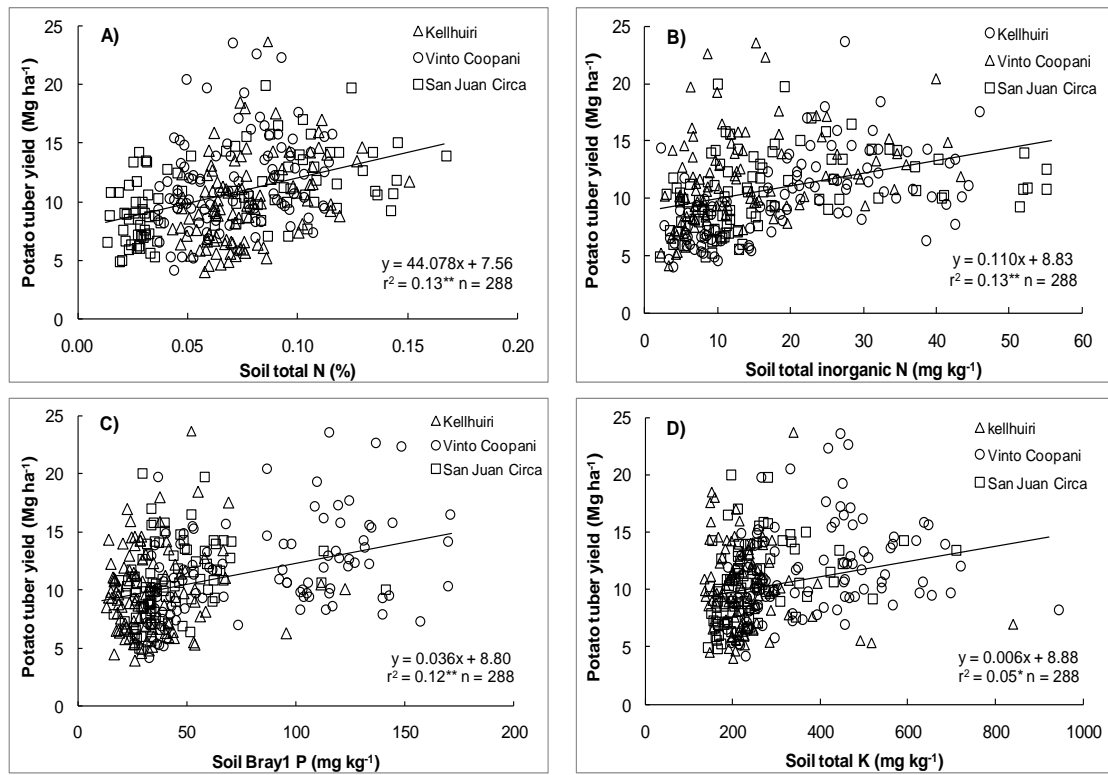 A)
Kellhuiri
Vinto Coopani
San Juan Circa
Potato tuber yield (Mg ha⁻¹)
25
20
15
10
5
0
y = 44.078x + 7.56
r² = 0.13** n = 288
0.00 0.05 0.10 0.15 0.20
Soil total N (%)
B)
Kellhuiri
Vinto Coopani
San Juan Circa
Potato tuber yield (Mg ha⁻¹)
25
20
15
10
5
0
y = 0.110x + 8.83
r² = 0.13** n = 288
0 10 20 30 40 50 60
Soil total inorganic N (mg kg⁻¹)
C)
Kellhuiri
Vinto Coopani
San Juan Circa
Potato tuber yield (Mg ha⁻¹)
25
20
15
10
5
0
y = 0.036x + 8.80
r² = 0.12** n = 288
0 50 100 150 200
Soil Bray1 P (mg kg⁻¹)
D)
kellhuiri
Vinto Coopani
San Juan Circa
Potato tuber yield (Mg ha⁻¹)
25
20
15
10
5
0
y = 0.006x + 8.88
r² = 0.05* n = 288
0 200 400 600 800 1000
Soil total K (mg kg⁻¹)